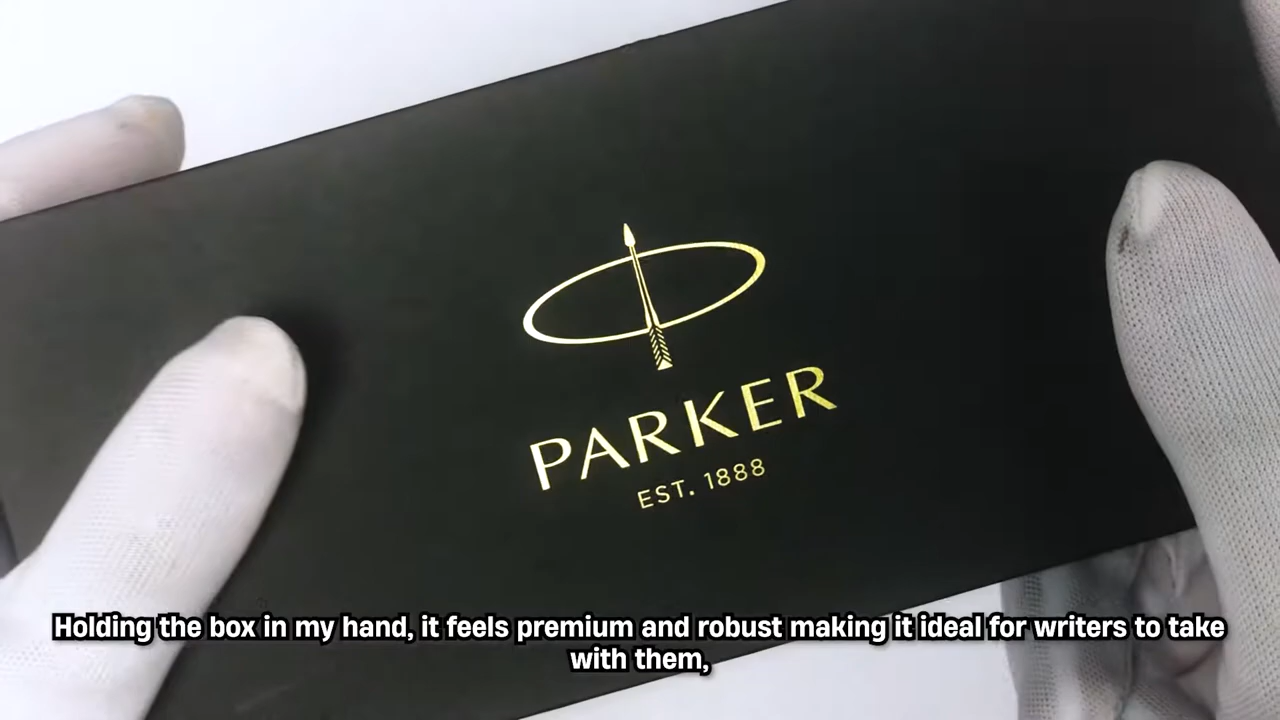 PARKER
EST. 1888
Holding the box in my hand, it feels premium and robust making it ideal for writers to take
with them,